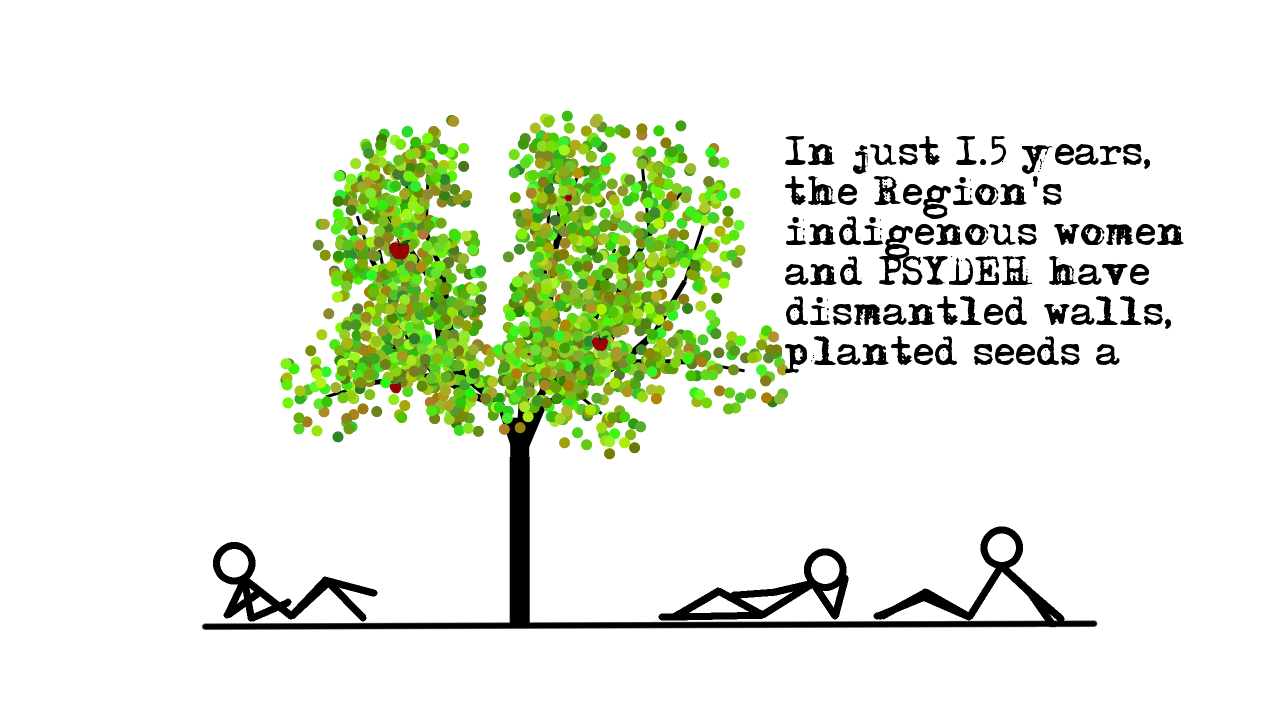 In just 1.5 years,
the Region's
indigenous women
and PSYDEH have
dismantled walls,
planted seeds a